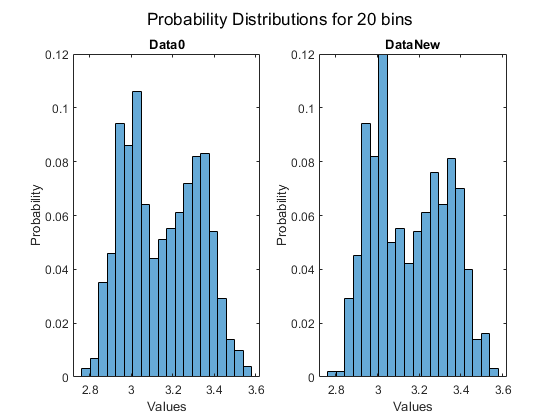 Probability Distributions for 20 bins
Data0
0.12
0.1
0.08
0.06
0.04
0.02
0
Probability
2.8 3 3.2 3.4 3.6
Values
DataNew
0.12
0.1
0.08
0.06
0.04
0.02
0
Probability
2.8 3 3.2 3.4 3.6
Values